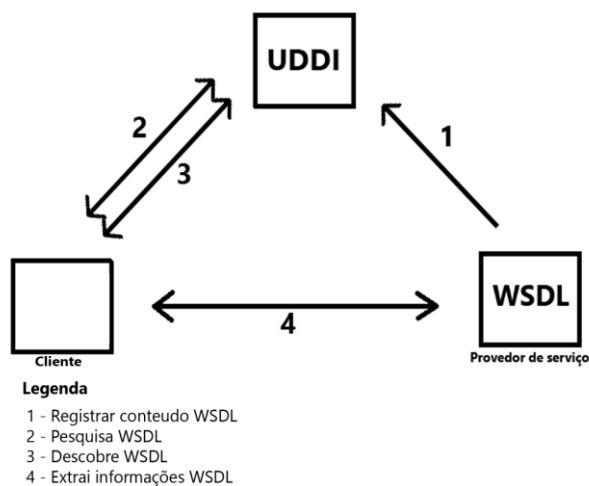 UDDI
2
1
3
WSDL
4
Cliente
Provedor de serviço
Legenda
1 - Registrar conteudo WSDL
2 - Pesquisa WSDL
3 - Descobre WSDL
4 - Extrai informações WSDL